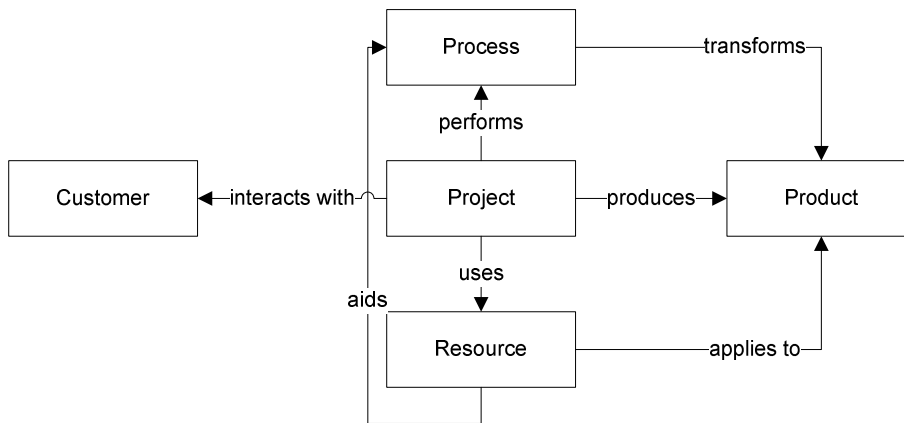 Process
transforms
performs
Customer
interacts with
Project
produces
Product
uses
aids
Resource
applies to